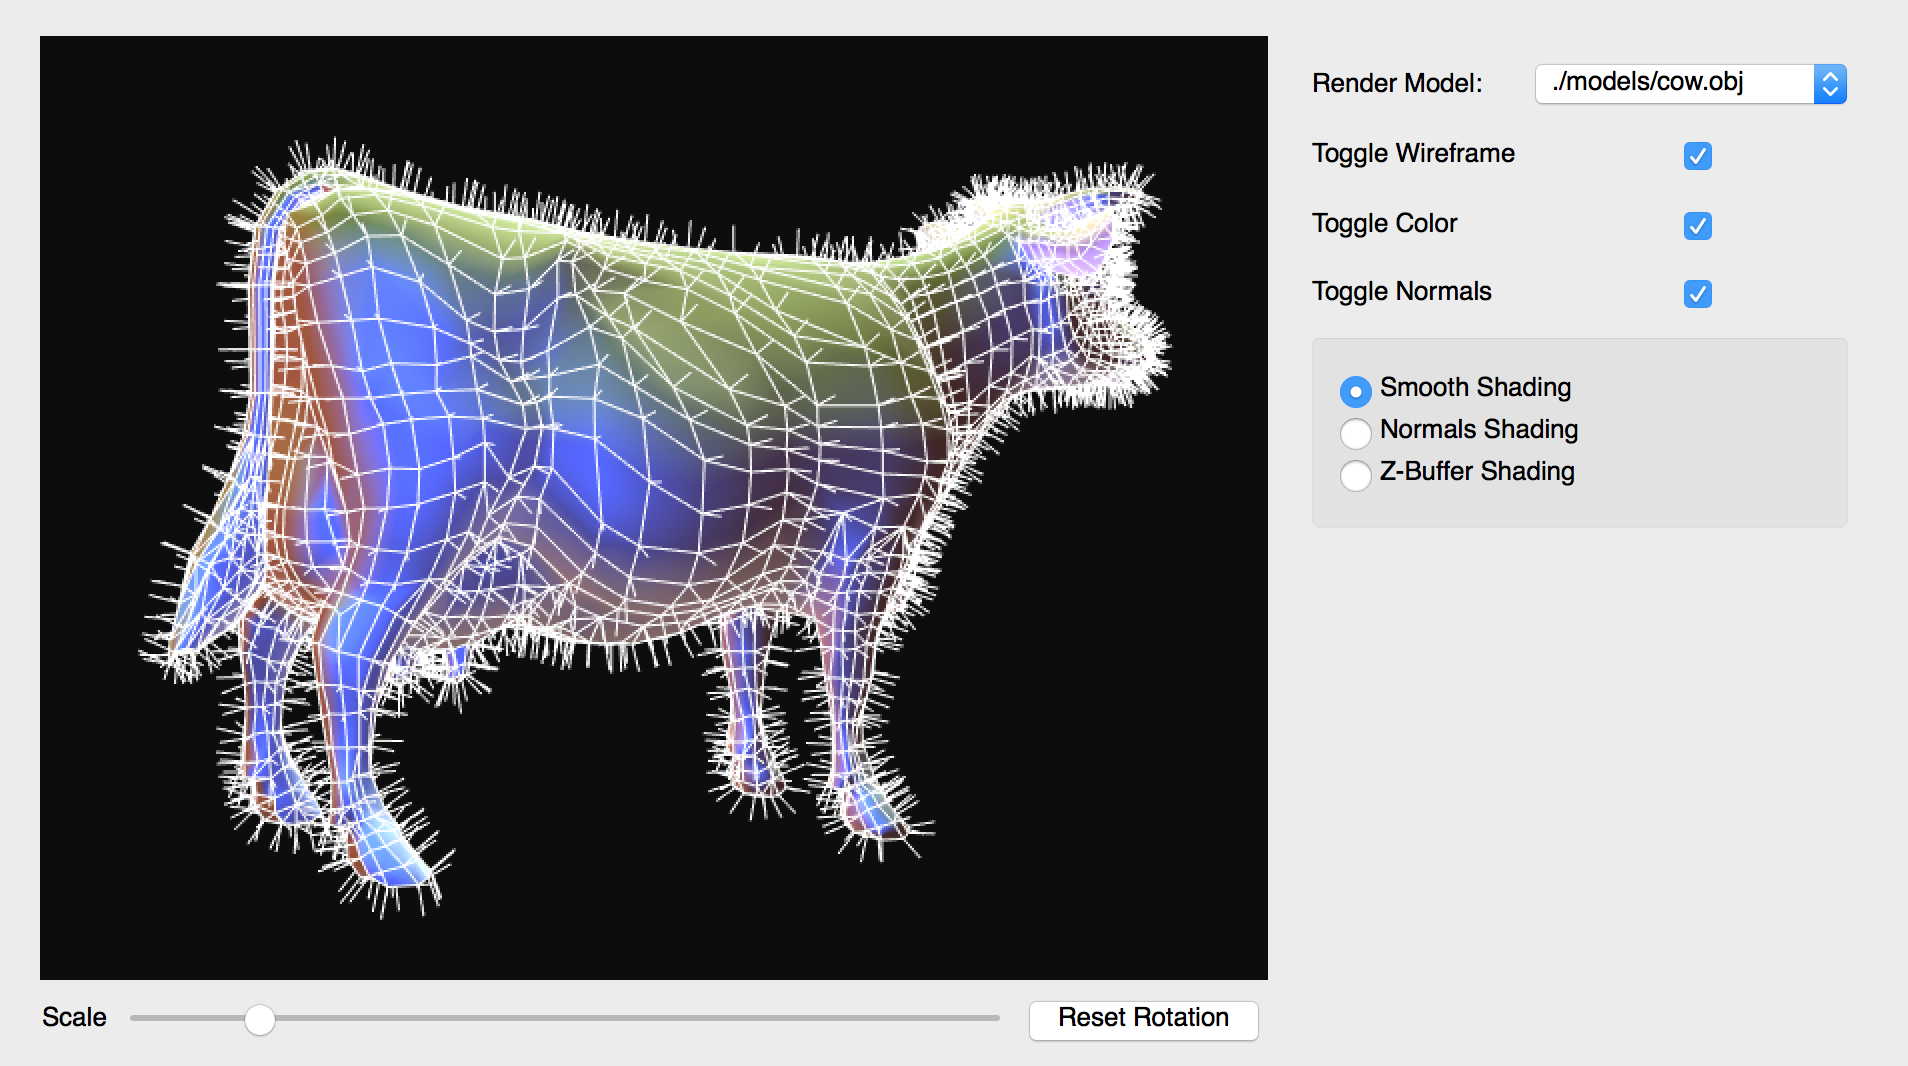 Render Model:
./models/cow.obj
Toggle Wireframe
Toggle Color
Toggle Normals
Smooth Shading
Normals Shading
Z-Buffer Shading
Scale
Reset Rotation